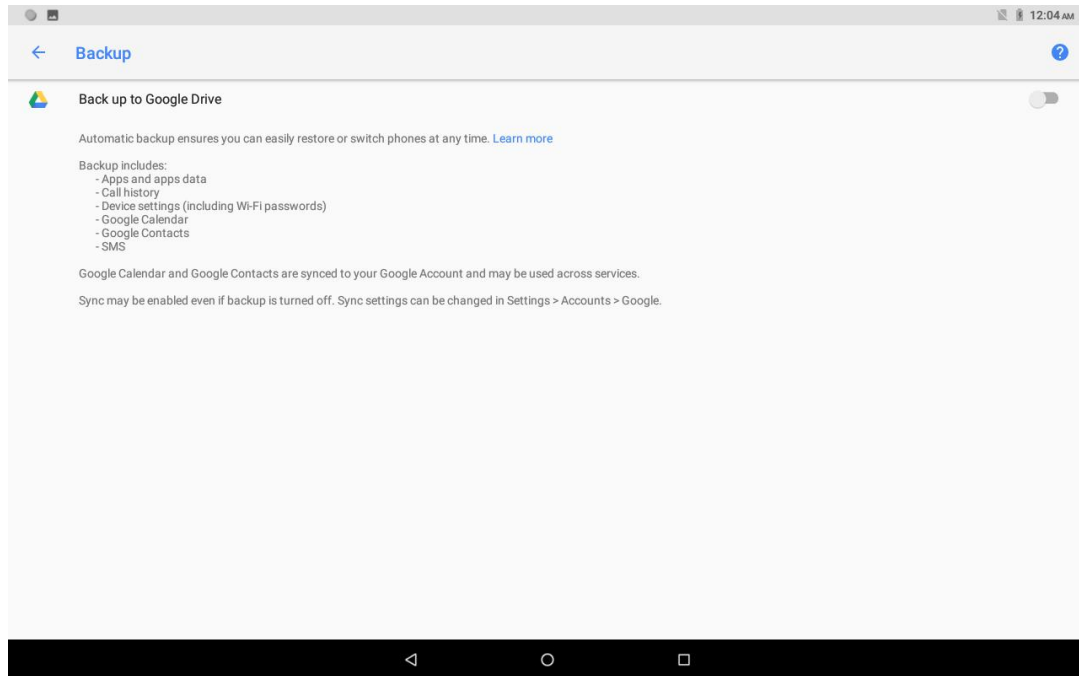 12:04 AM
Backup
?
Back up to Google Drive
Automatic backup ensures you can easily restore or switch phones at any time. Learn more
Backup includes:
- Apps and apps data
- Call history
- Device settings (including Wi-Fi passwords)
- Google Calendar
- Google Contacts
- SMS
Google Calendar and Google Contacts are synced to your Google Account and may be used across services.
Sync may be enabled even if backup is turned off. Sync settings can be changed in Settings > Accounts > Google.